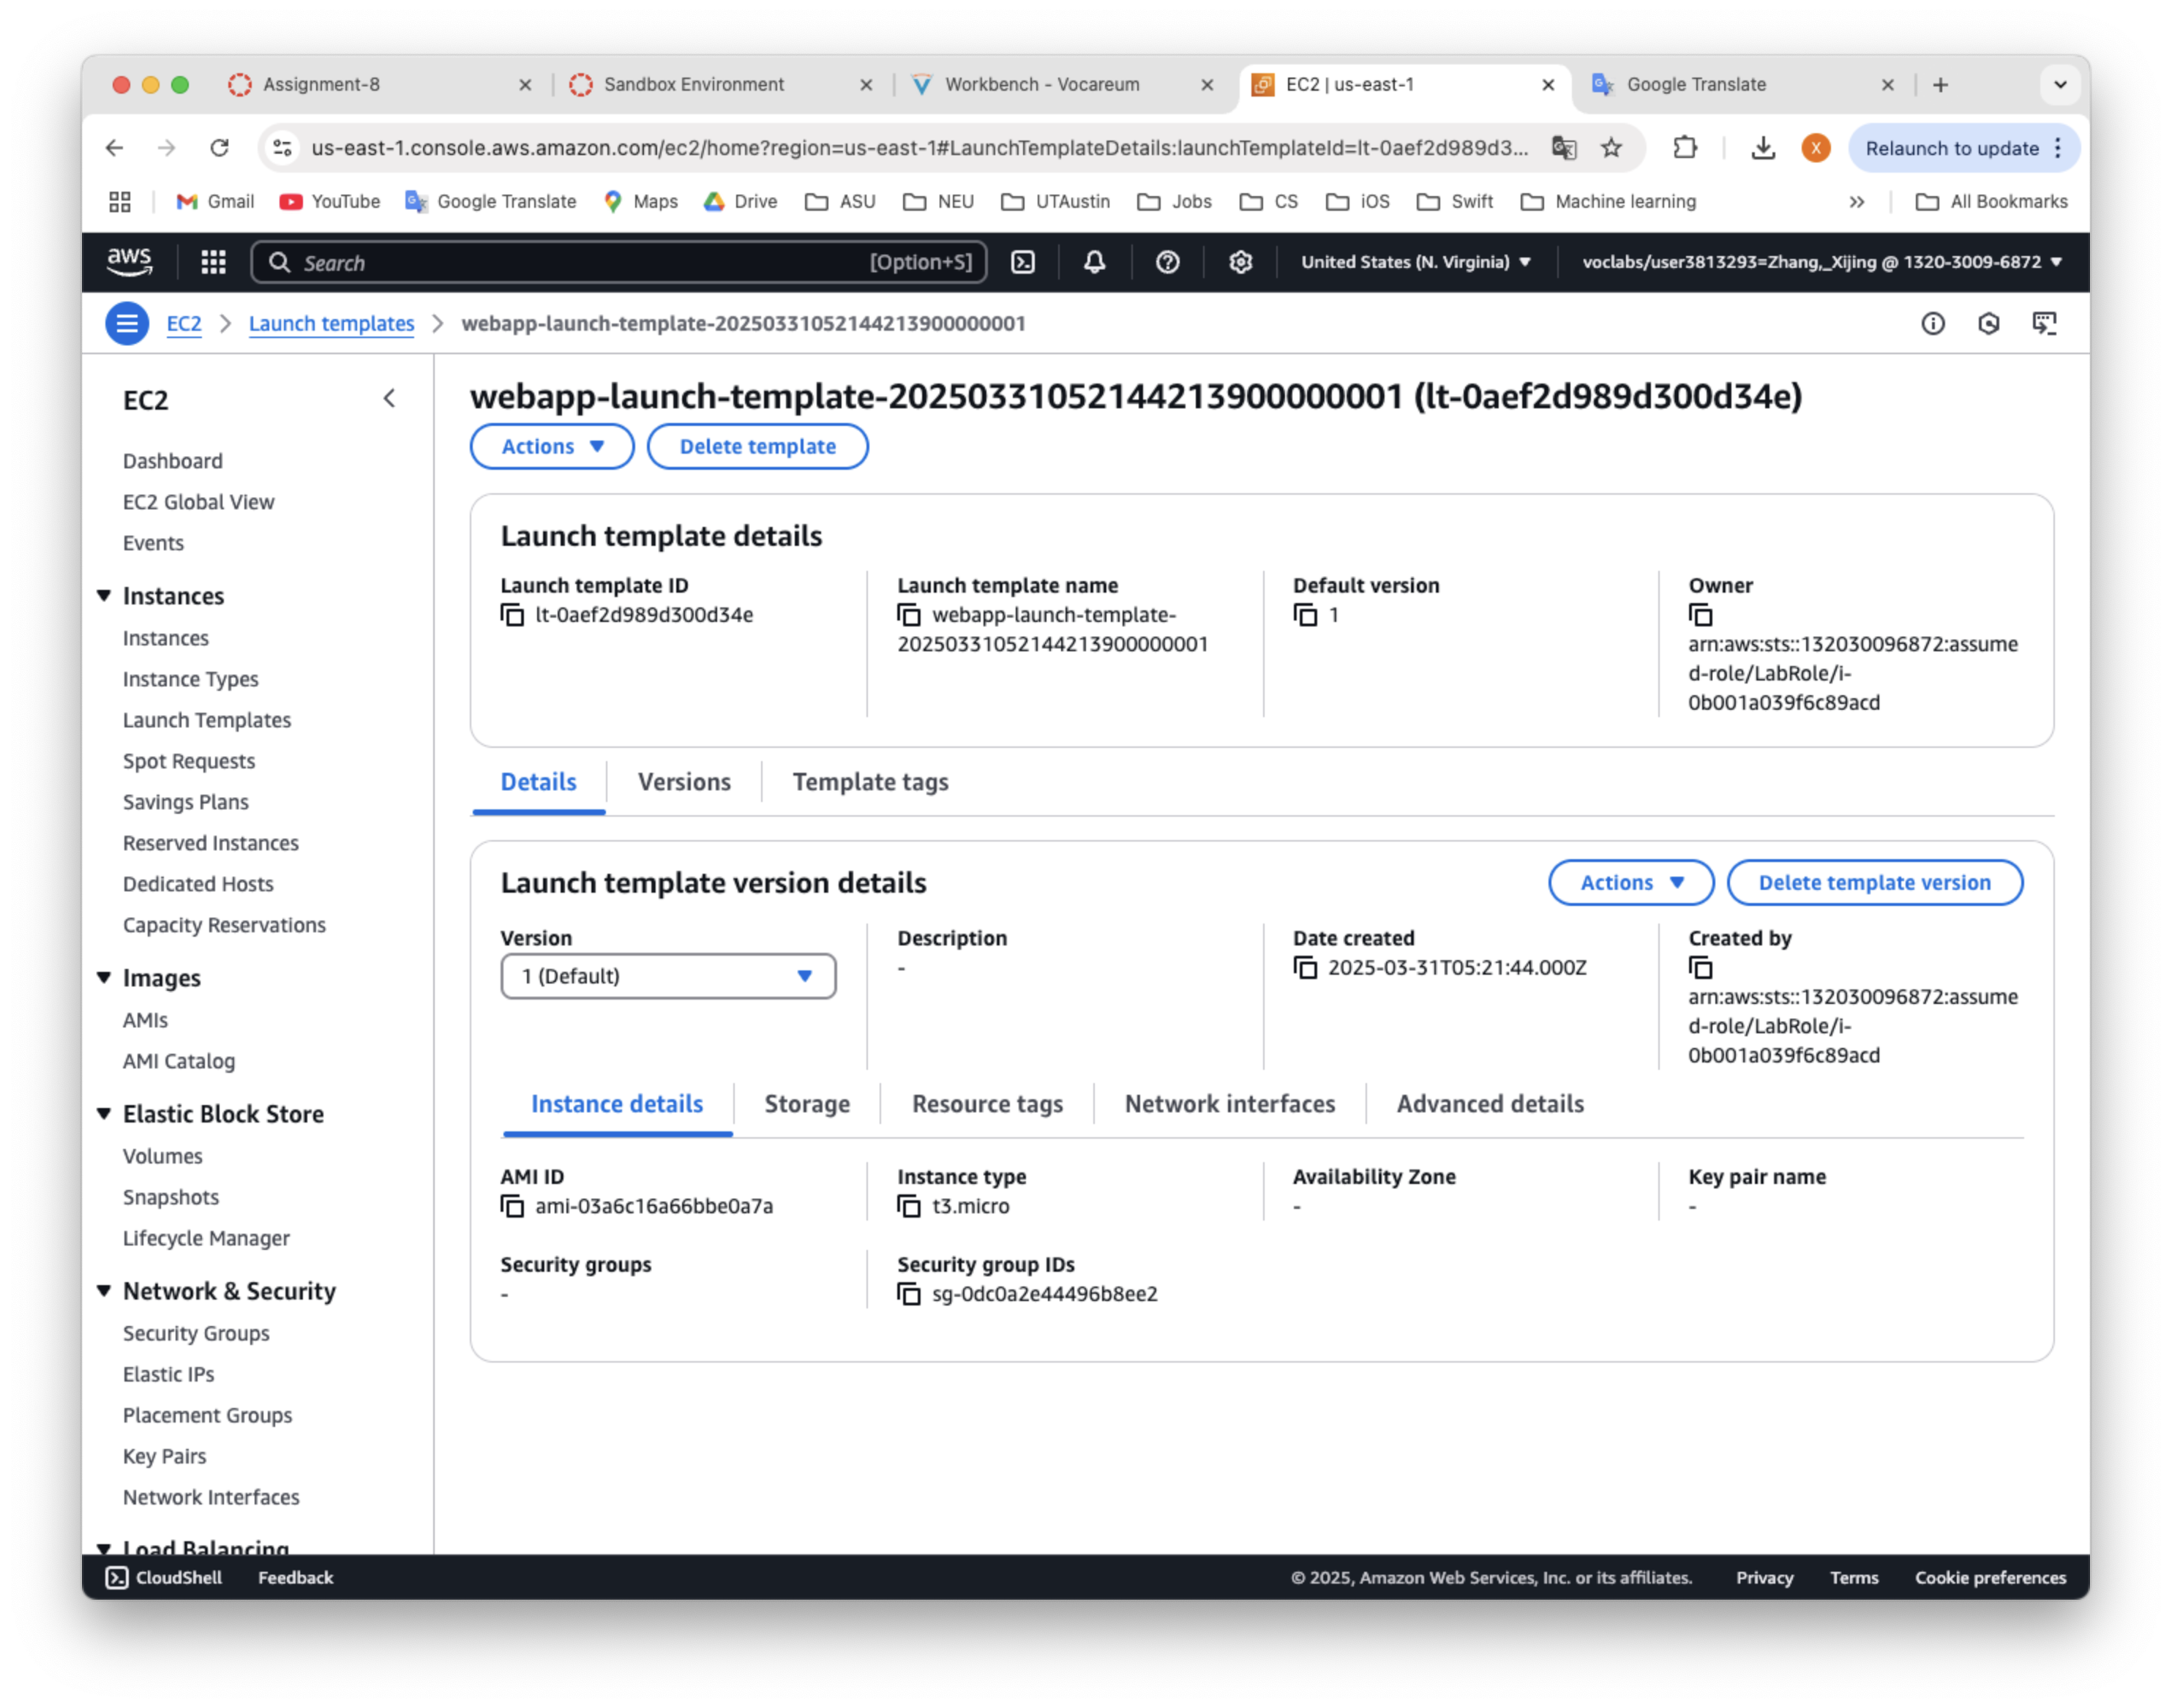 Assignment-8
Sandbox Environment
Workbench - Vocareum
EC2 | us-east-1
Google Translate
us-east-1.console.aws.amazon.com/ec2/home?region=us-east-1#LaunchTemplateDetails:launchTemplateId=lt-0aef2d989d3...
X
Relaunch to update
Gmail
YouTube
Google Translate
Maps
Drive
ASU
NEU
UTAustin
Jobs
CS
iOS
Swift
Machine learning
All Bookmarks
aws
Search
[Option+S]
United States (N. Virginia)
voclabs/user3813293=Zhang,_Xijing @ 1320-3009-6872
EC2
Launch templates
webapp-launch-template-20250331052144213900000001
EC2
Dashboard
EC2 Global View
Events
Instances
Instances
Instance Types
Launch Templates
Spot Requests
Savings Plans
Reserved Instances
Dedicated Hosts
Capacity Reservations
Images
AMIs
AMI Catalog
Elastic Block Store
Volumes
Snapshots
Lifecycle Manager
Network & Security
Security Groups
Elastic IPs
Placement Groups
Key Pairs
Network Interfaces
Load Balancing
webapp-launch-template-20250331052144213900000001 (lt-0aef2d989d300d34e)
Actions
Delete template
Launch template details
Launch template ID
lt-0aef2d989d300d34e
Launch template name
webapp-launch-template-
20250331052144213900000001
Default version
1
Owner
arn:aws:sts::132030096872:assume
d-role/LabRole/i-
0b001a039f6c89acd
Details
Versions
Template tags
Launch template version details
Actions
Delete template version
Version
1 (Default)
Description
-
Date created
2025-03-31T05:21:44.000Z
Created by
arn:aws:sts::132030096872:assume
d-role/LabRole/i-
0b001a039f6c89acd
Instance details
Storage
Resource tags
Network interfaces
Advanced details
AMI ID
ami-03a6c16a66bbe0a7a
Instance type
t3.micro
Availability Zone
-
Key pair name
-
Security groups
-
Security group IDs
sg-0dc0a2e44496b8ee2
CloudShell
Feedback
© 2025, Amazon Web Services, Inc. or its affiliates.
Privacy
Terms
Cookie preferences